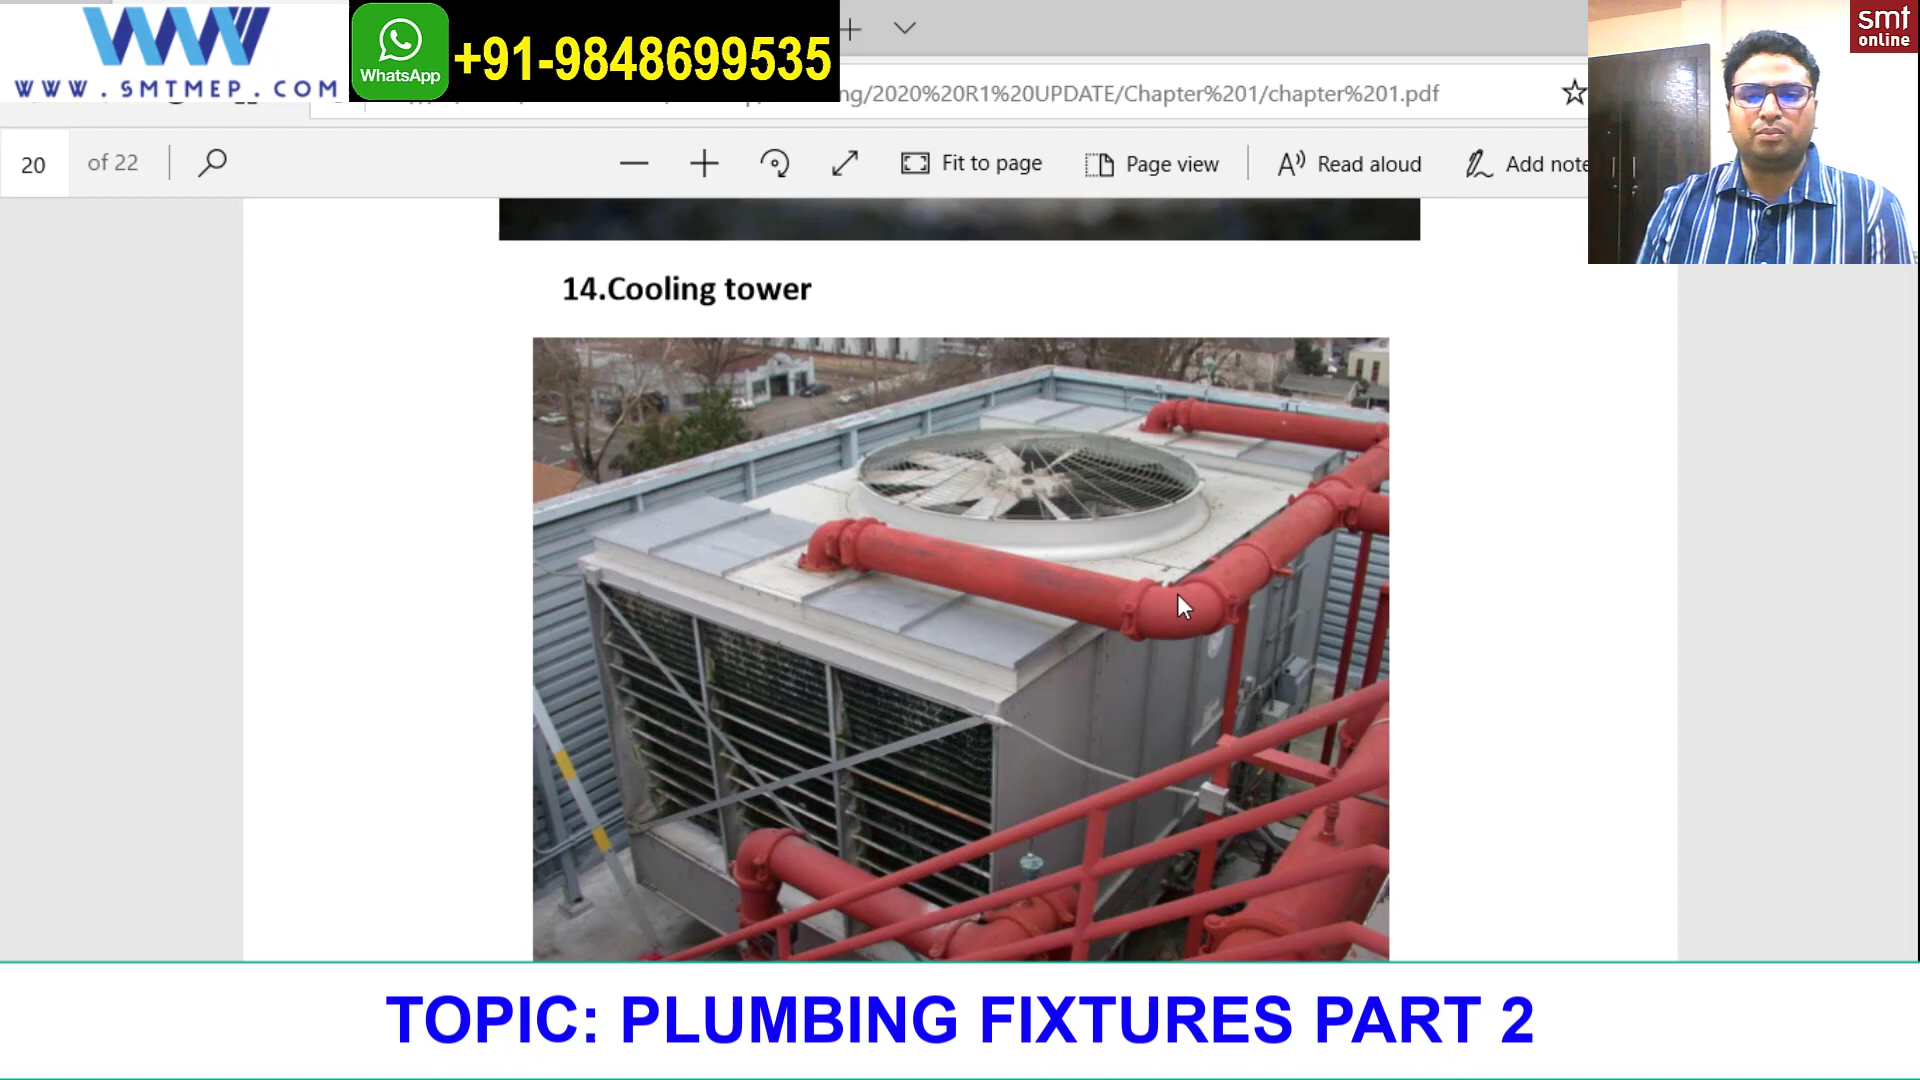 WWW.SMTMEP.COM
WhatsApp
+91-9848699535
smt
online
ng/2020%20R1%20UPDATE/Chapter%201/chapter%201.pdf
20 of 22
Fit to page
Page view
Read aloud
Add note
14.Cooling tower
TOPIC: PLUMBING FIXTURES PART 2